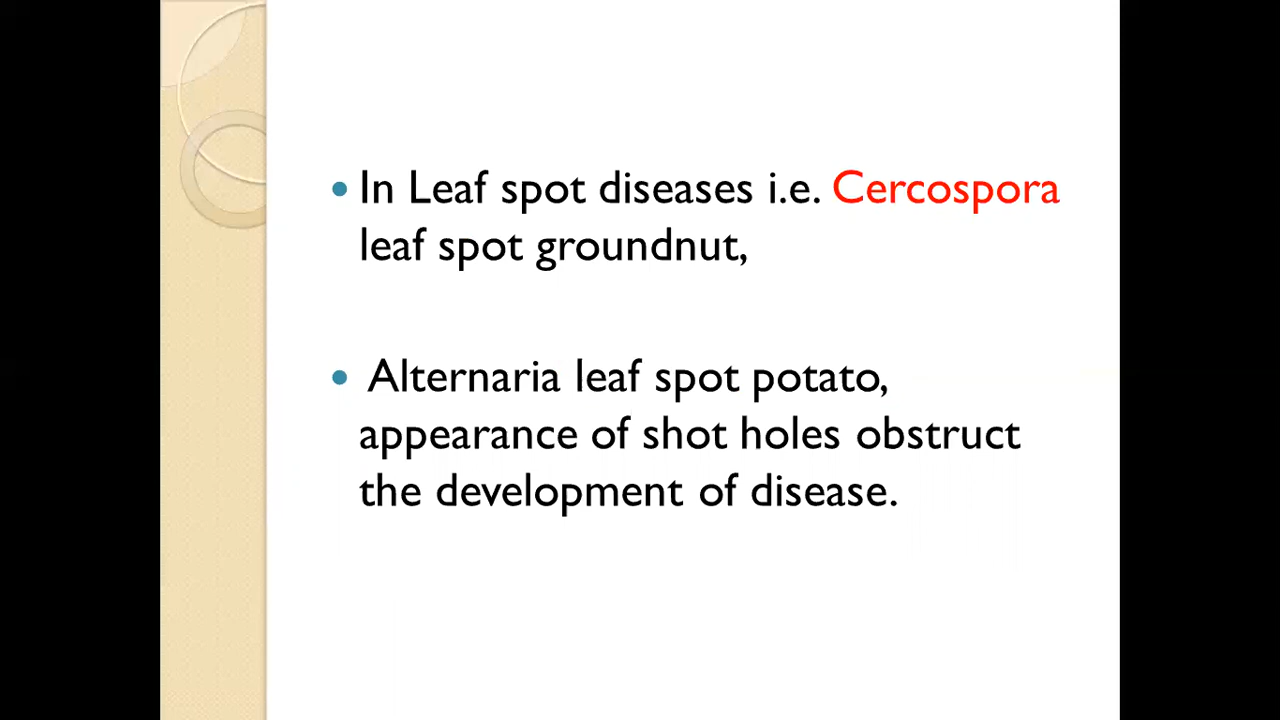 • In Leaf spot diseases i.e. Cercospora
leaf spot groundnut,
• Alternaria leaf spot potato,
appearance of shot holes obstruct
the development of disease.